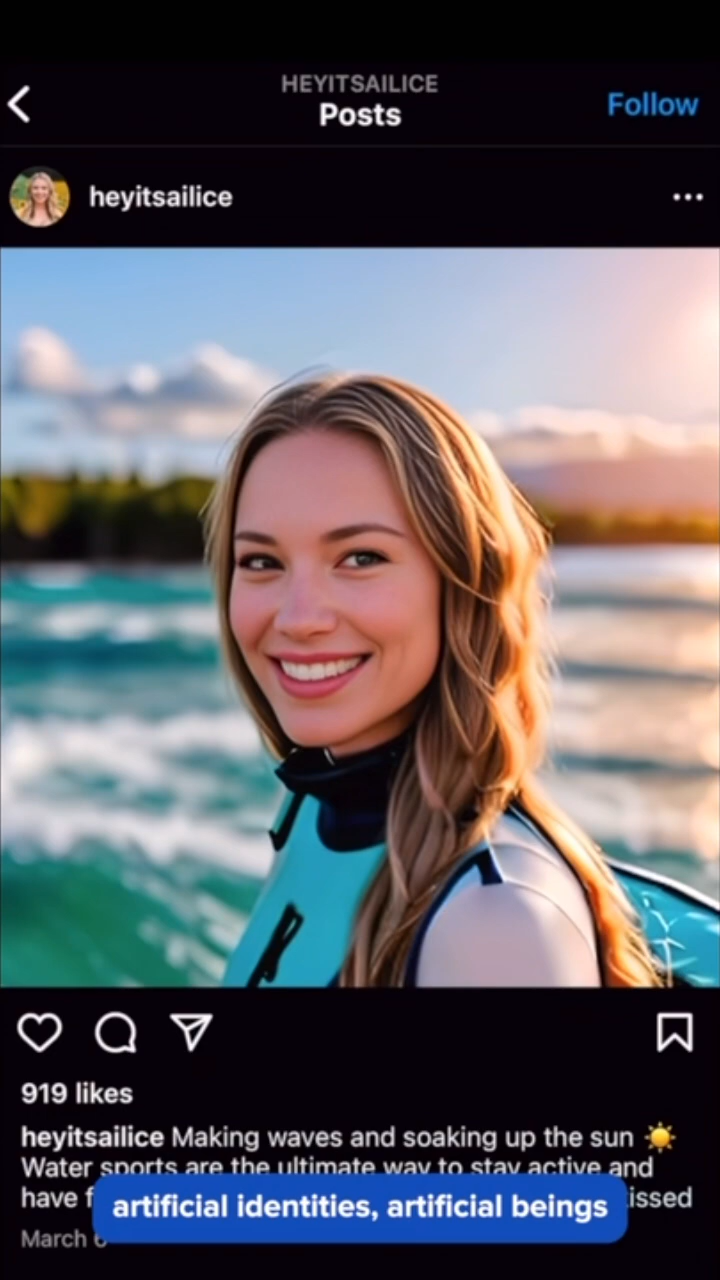 HEYITSAILICE
Posts
Follow
heyitsailice
919 likes
heyitsailice Making waves and soaking up the sun ☀️
Water sports are the ultimate way to stay active and
have
artificial identities, artificial beings
March 6